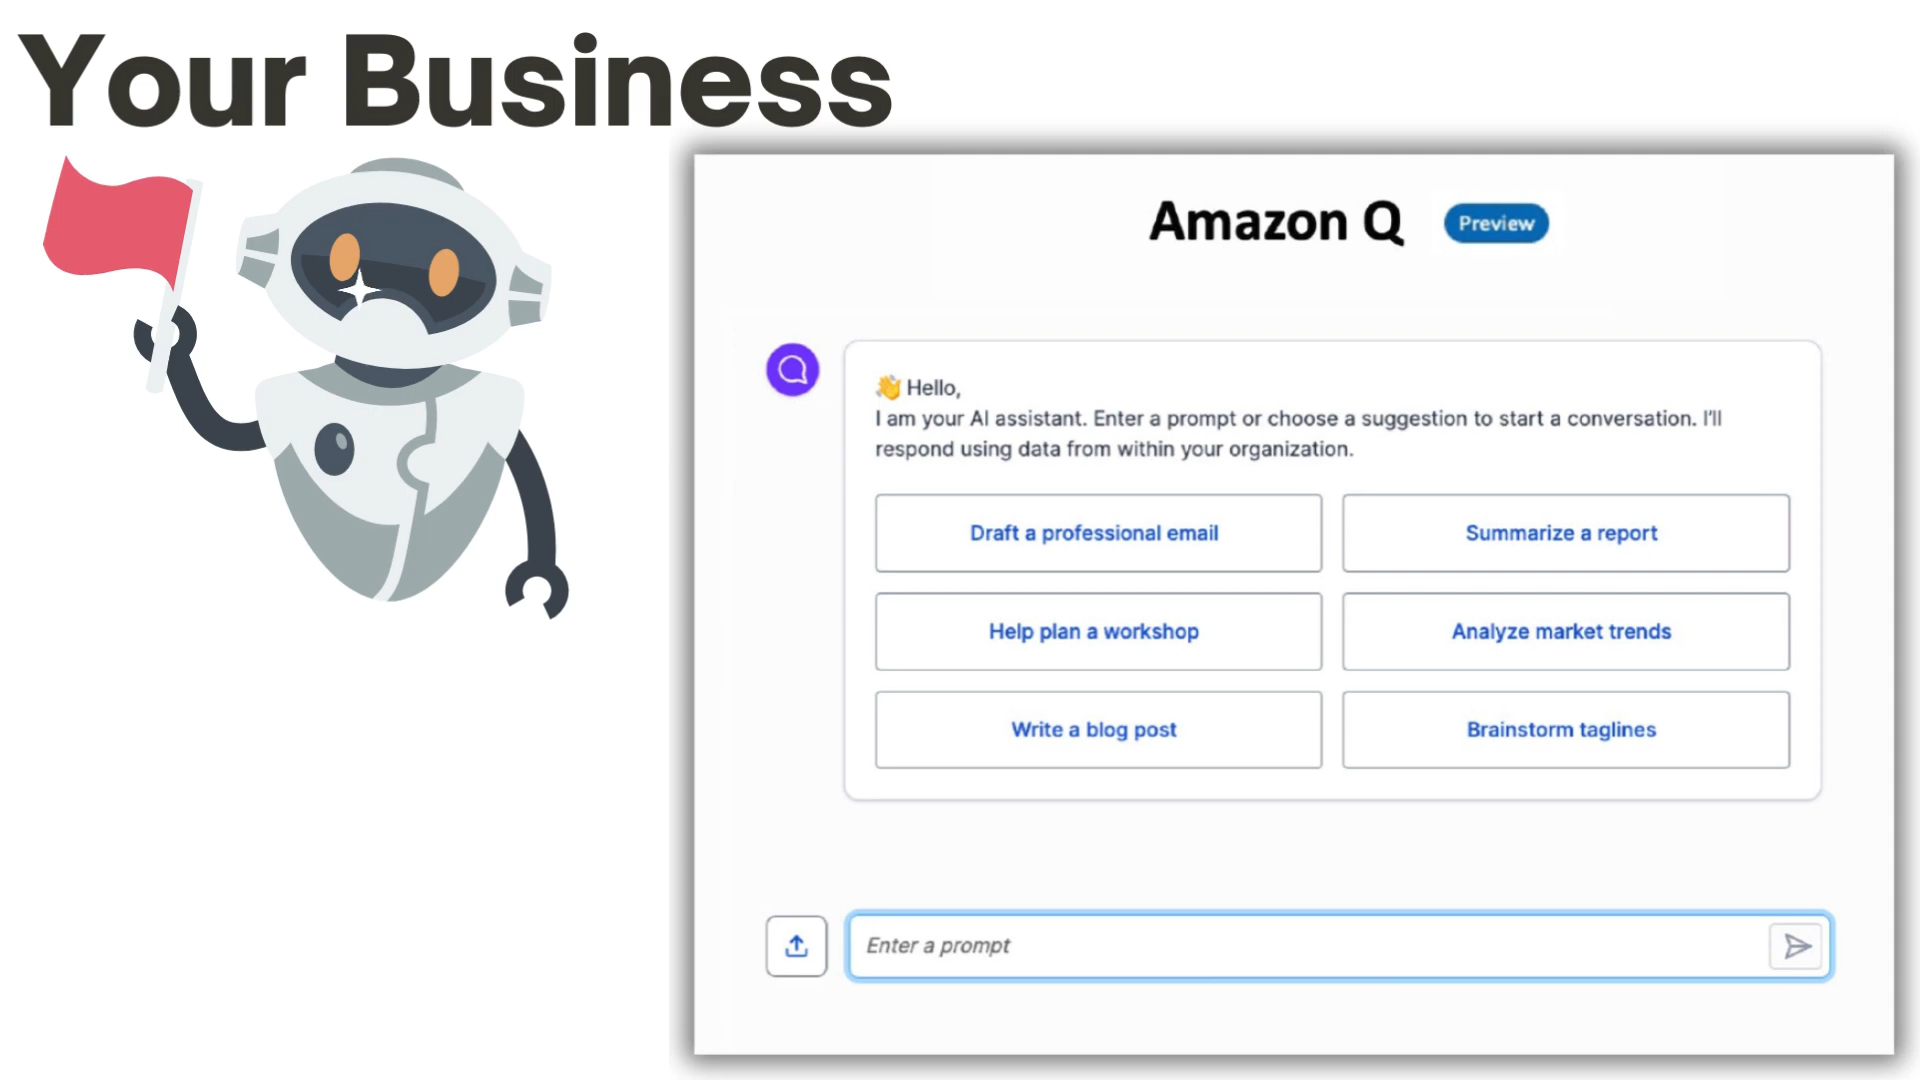 Your Business
Amazon Q
Preview
👋 Hello,
I am your AI assistant. Enter a prompt or choose a suggestion to start a conversation. I'll
respond using data from within your organization.
Draft a professional email
Summarize a report
Help plan a workshop
Analyze market trends
Write a blog post
Brainstorm taglines
Enter a prompt